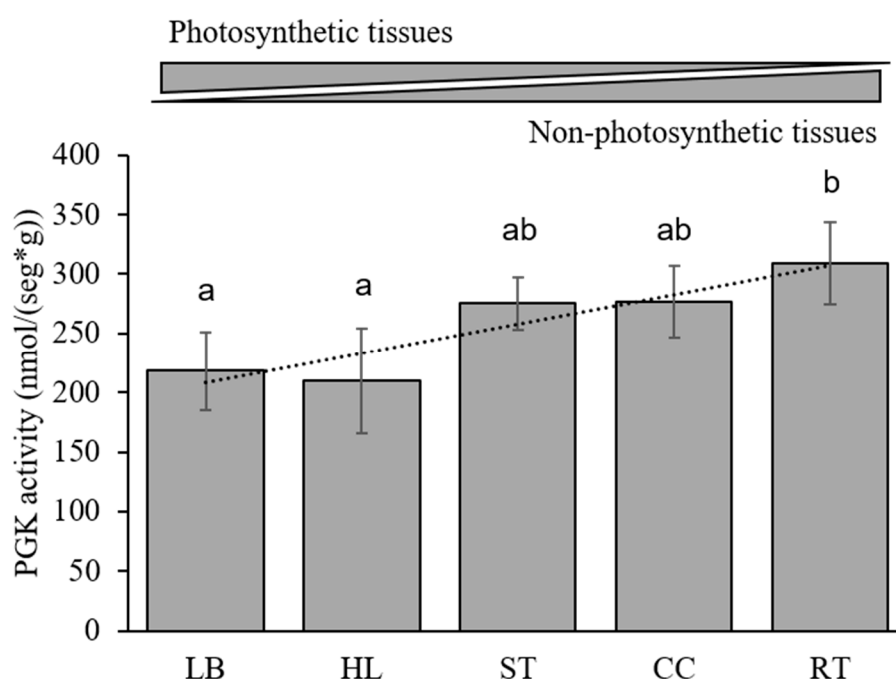 Photosynthetic tissues
Non-photosynthetic tissues
PGK activity (nmol/(seg*g))
400
350
300
250
200
150
100
50
0
a
a
ab
ab
b
LB
HL
ST
CC
RT